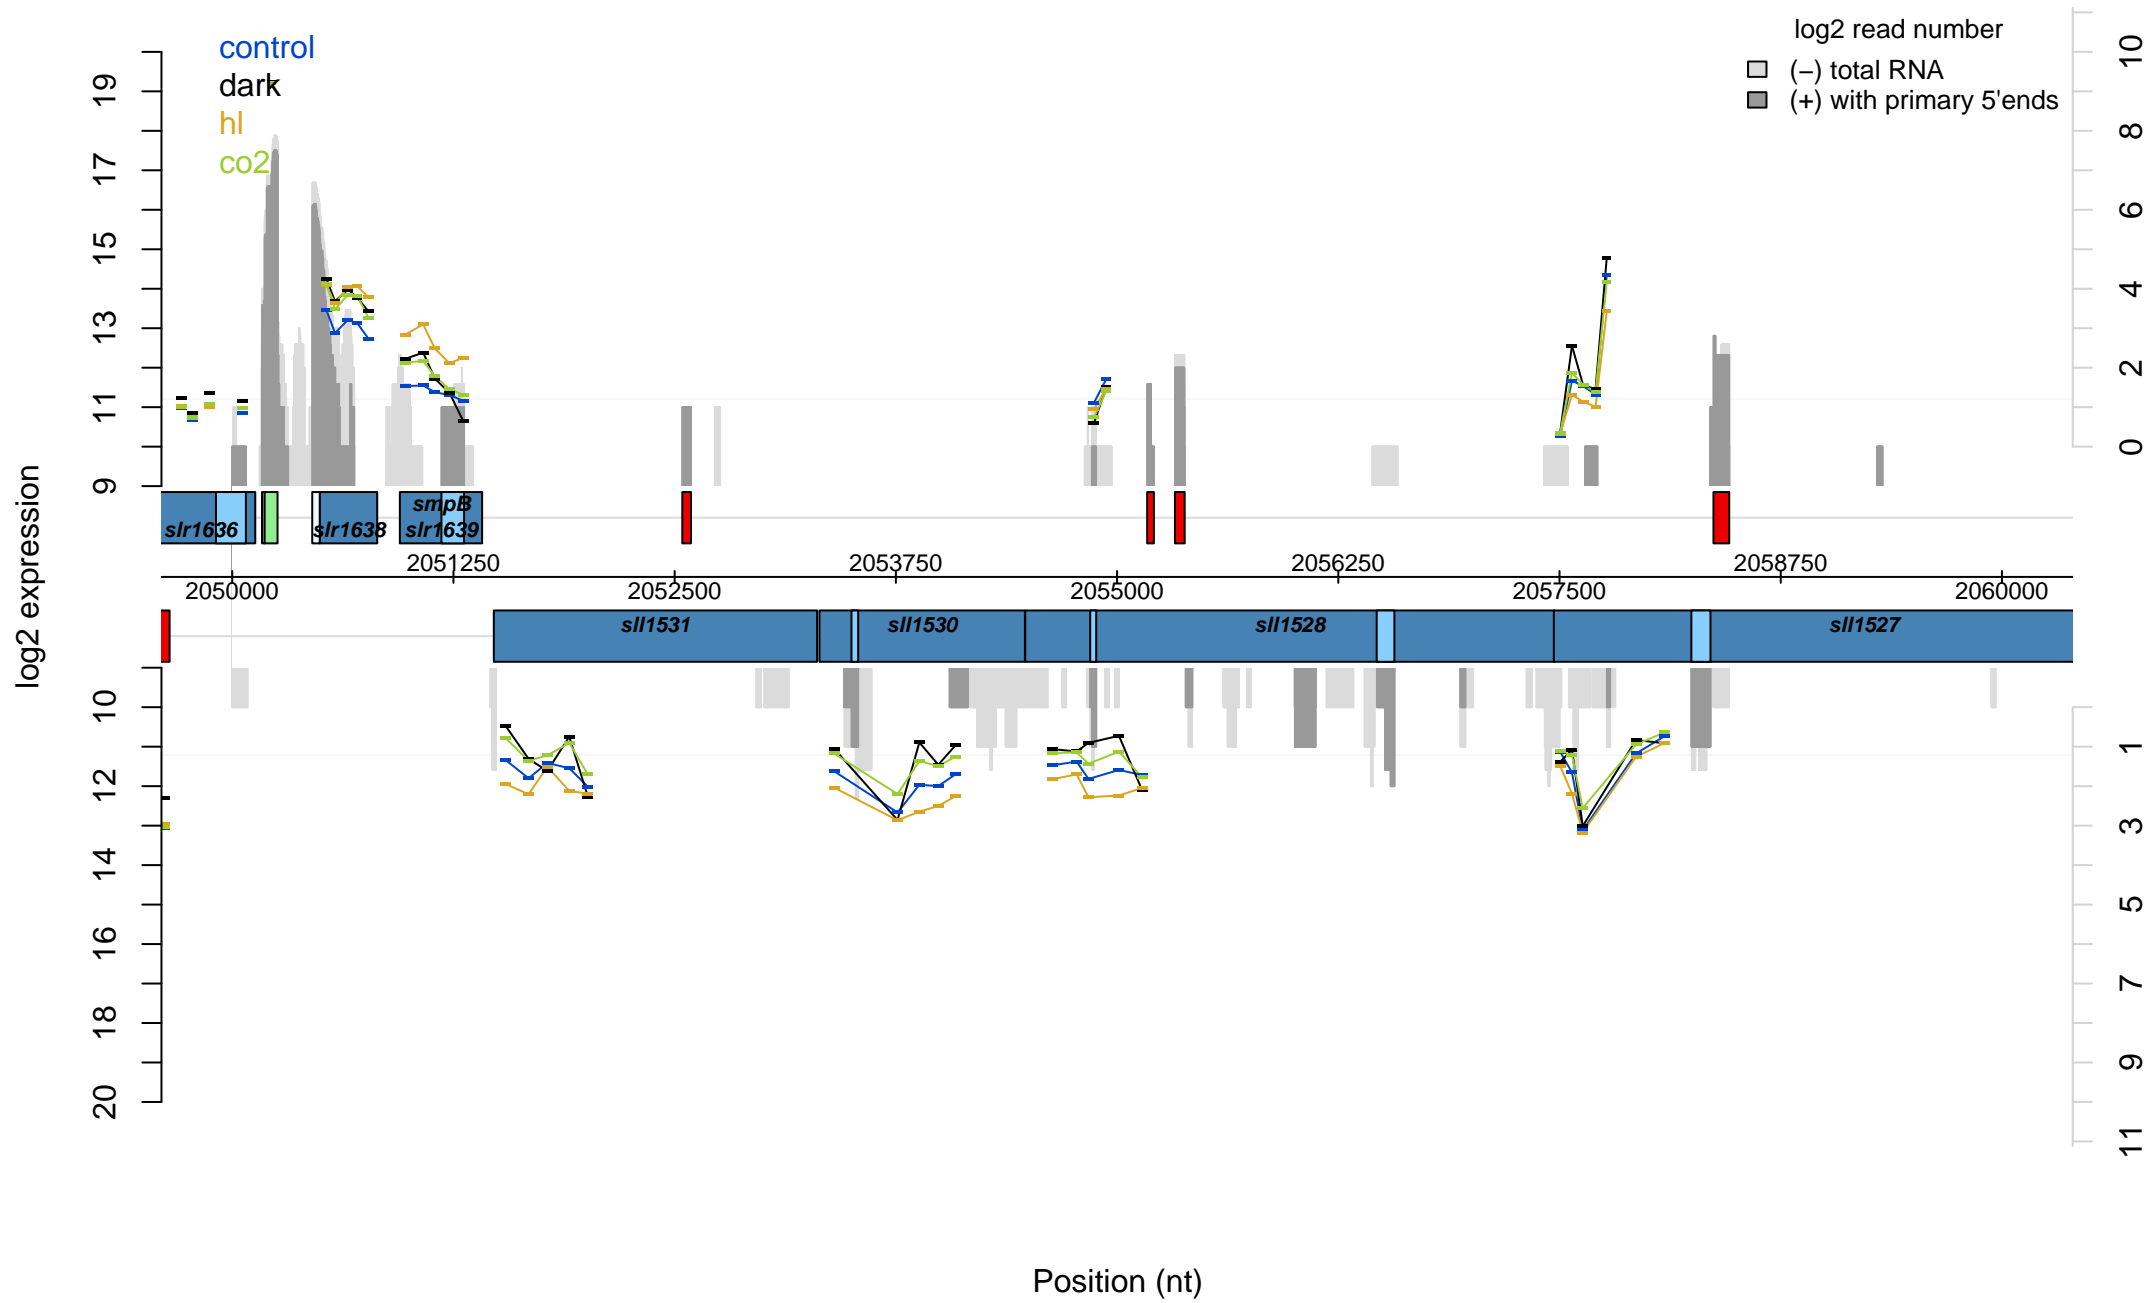 control
dark
hl
co2
log2 read number
(−) total RNA
(+) with primary 5'ends
19
17
15
13
11
9
10
8
6
4
2
0
log2 expression
slr1636
slr1638
smpB
slr1639
2051250
2053750
2056250
2058750
2050000
2052500
2055000
2057500
2060000
sll1531
sll1530
sll1528
sll1527
10
12
14
16
18
20
1
3
5
7
9
11
Position (nt)